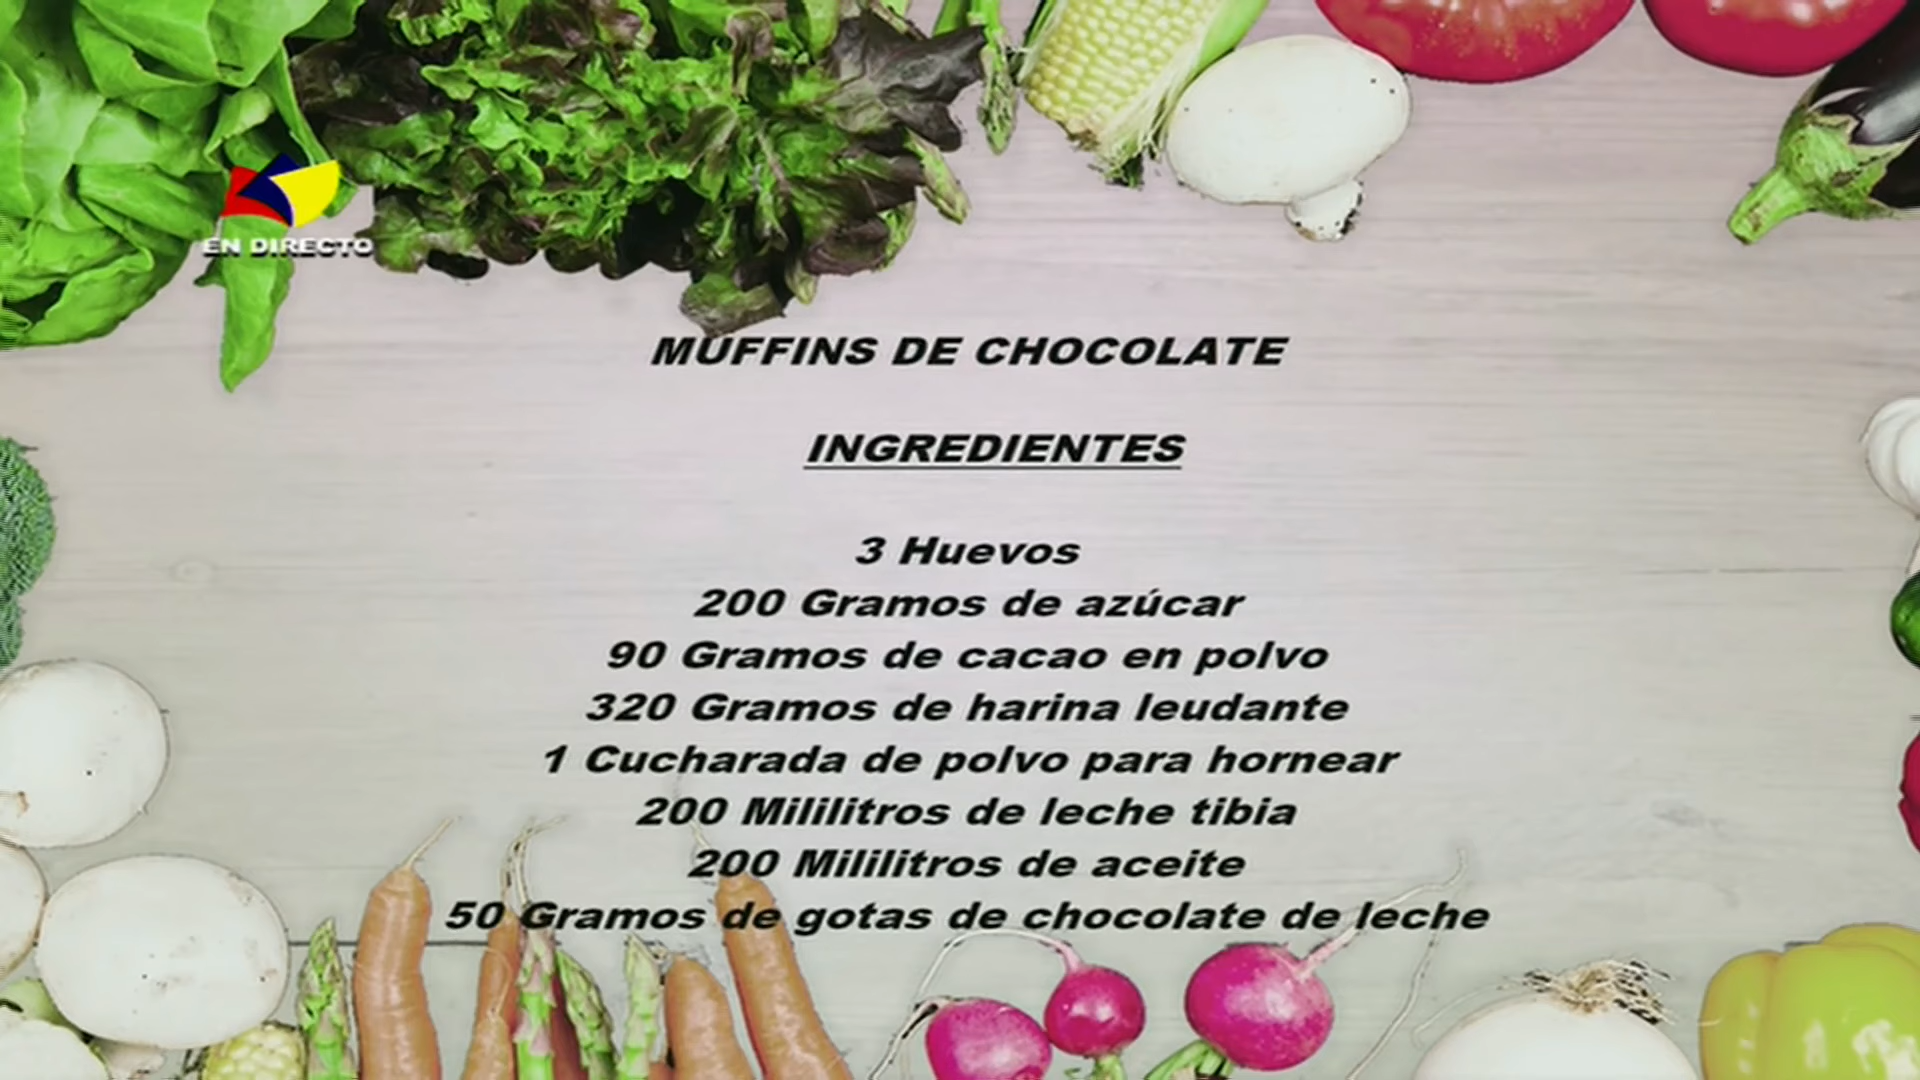 EN DIRECTO
MUFFINS DE CHOCOLATE
INGREDIENTES
3 Huevos
200 Gramos de azúcar
90 Gramos de cacao en polvo
320 Gramos de harina leudante
1 Cucharada de polvo para hornear
200 Mililitros de leche tibia
200 Mililitros de aceite
50 Gramos de gotas de chocolate de leche